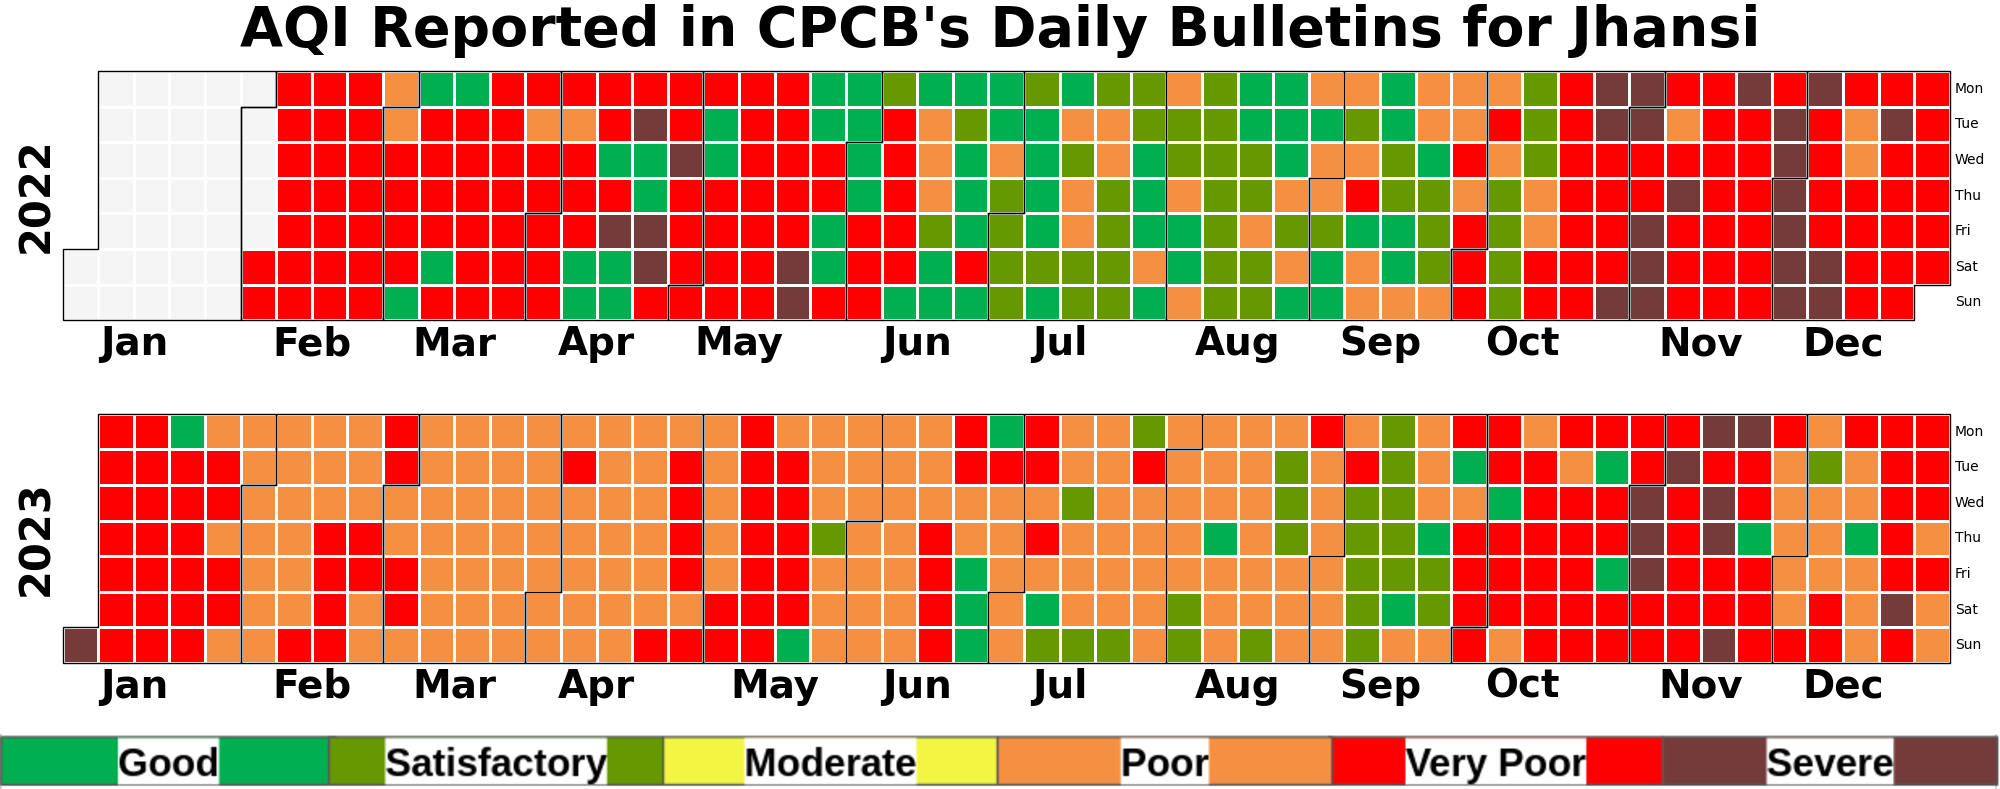 AQI Reported in CPCB's Daily Bulletins for Jhansi
2022
Mon
Tue
Wed
Thu
Fri
Sat
Sun
Jan Feb Mar Apr May Jun Jul Aug Sep Oct Nov Dec
2023
Mon
Tue
Wed
Thu
Fri
Sat
Sun
Jan Feb Mar Apr May Jun Jul Aug Sep Oct Nov Dec
Good Satisfactory Moderate Poor Very Poor Severe